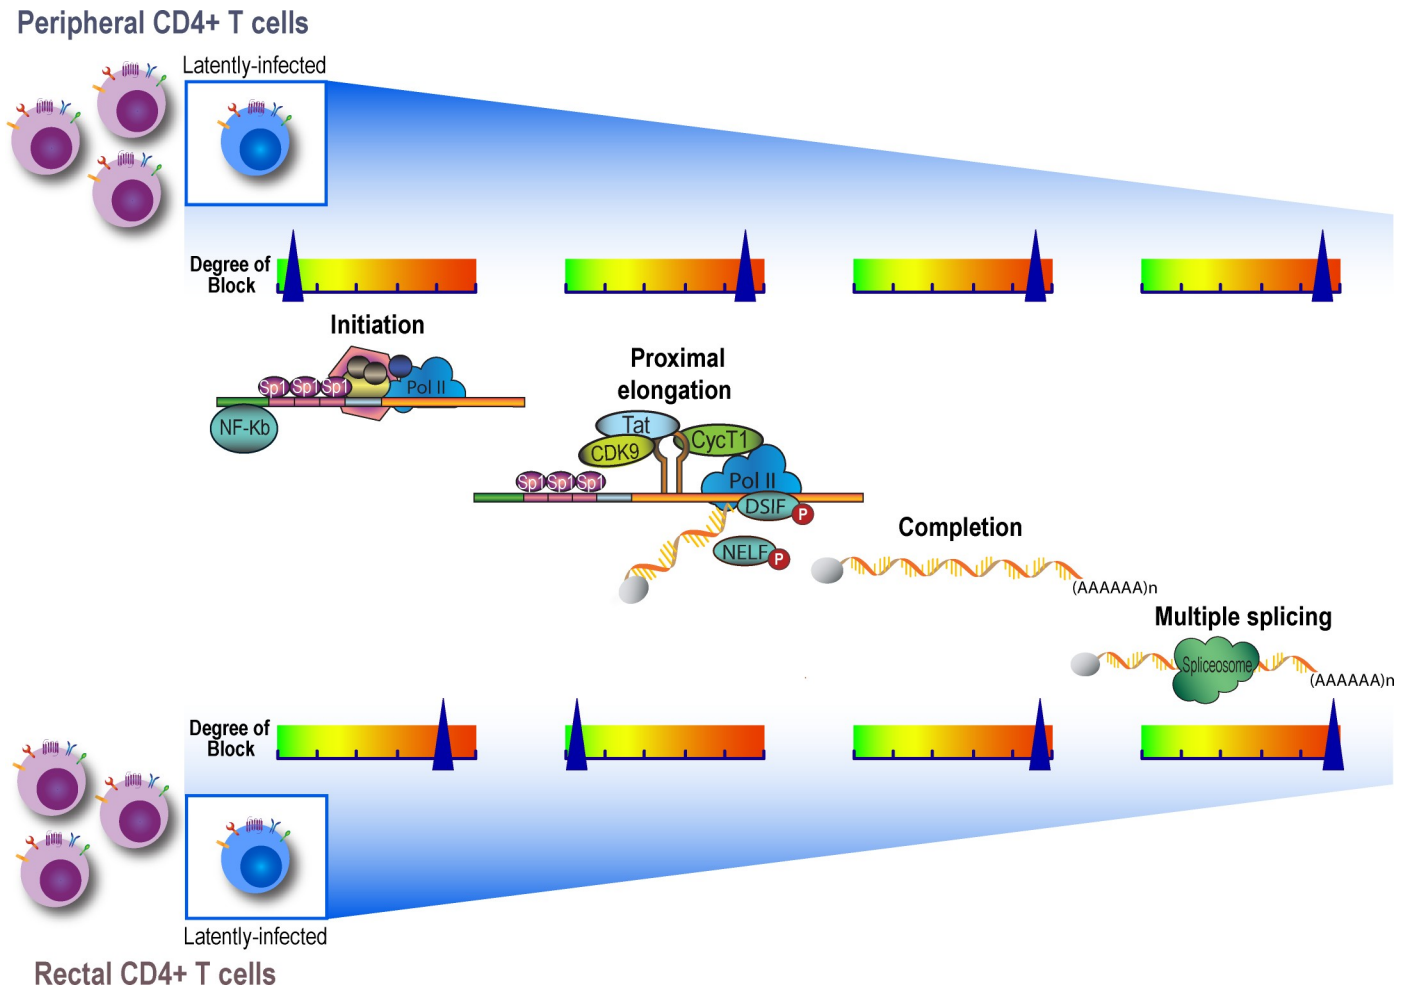 Peripheral CD4+ T cells
Latently-infected
Degree of
Block
Initiation
Sp1 Sp1 Sp1
Pol II
NF-Kb
Proximal
elongation
Tat
CDK9
CycT1
Sp1 Sp1 Sp1
Pol II
DSIF
P
NELF
P
Completion
(AAAAAA)n
Multiple splicing
Spliceosome
(AAAAAA)n
Degree of
Block
Latently-infected
Rectal CD4+ T cells